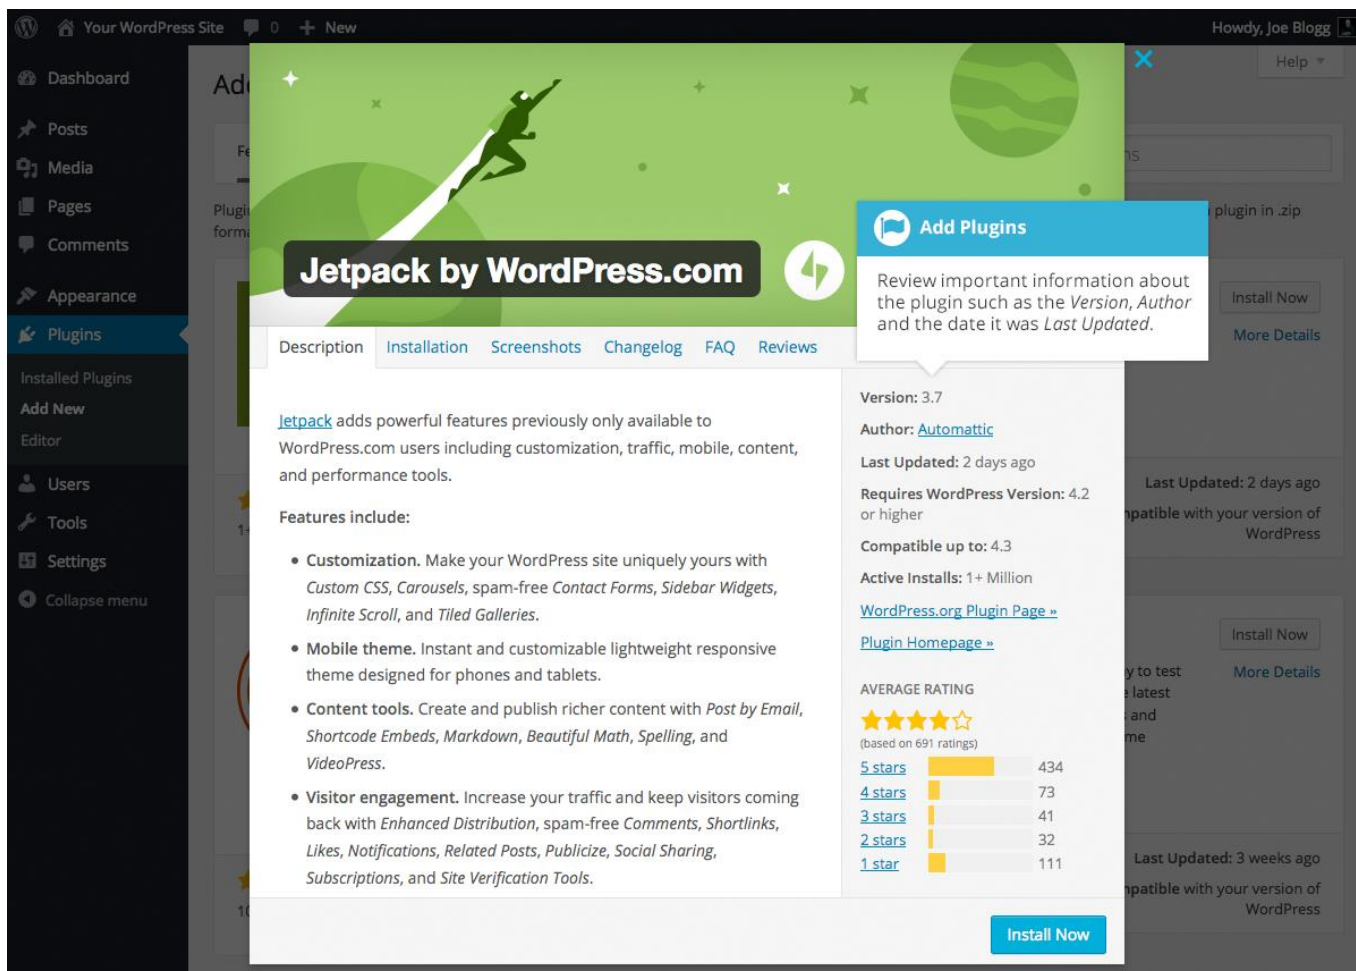 Your WordPress Site 0 + New
Howdy, Joe Blogg
Help
Dashboard
Posts
Media
Pages
Comments
Appearance
Plugins
Installed Plugins
Add New
Editor
Users
Tools
Settings
Collapse menu
Jetpack by WordPress.com
Add Plugins
Review important information about
the plugin such as the Version, Author
and the date it was Last Updated.
Description Installation Screenshots Changelog FAQ Reviews
Jetpack adds powerful features previously only available to
WordPress.com users including customization, traffic, mobile, content,
and performance tools.
Features include:
• Customization. Make your WordPress site uniquely yours with
Custom CSS, Carousels, spam-free Contact Forms, Sidebar Widgets,
Infinite Scroll, and Tiled Galleries.
• Mobile theme. Instant and customizable lightweight responsive
theme designed for phones and tablets.
• Content tools. Create and publish richer content with Post by Email,
Shortcode Embeds, Markdown, Beautiful Math, Spelling, and
VideoPress.
• Visitor engagement. Increase your traffic and keep visitors coming
back with Enhanced Distribution, spam-free Comments, Shortlinks,
Likes, Notifications, Related Posts, Publicize, Social Sharing,
Subscriptions, and Site Verification Tools.
Version: 3.7
Author: Automattic
Last Updated: 2 days ago
Requires WordPress Version: 4.2
or higher
Compatible up to: 4.3
Active Installs: 1+ Million
WordPress.org Plugin Page »
Plugin Homepage »
AVERAGE RATING
(based on 691 ratings)
5 stars 434
4 stars 73
3 stars 41
2 stars 32
1 star 111
Install Now
plugin in .zip
Install Now
More Details
Last Updated: 2 days ago
with your version of
WordPress
Install Now
More Details
to test
latest
and
Last Updated: 3 weeks ago
with your version of
WordPress